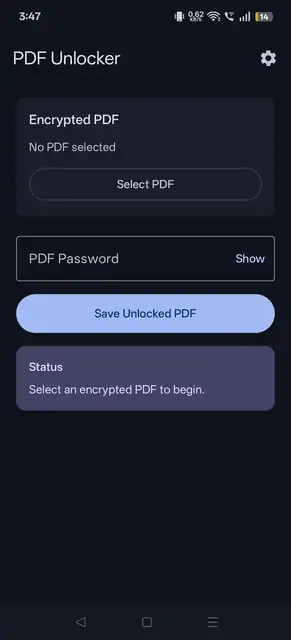 3:47
0.62
KB/s
14
PDF Unlocker
Encrypted PDF
No PDF selected
Select PDF
PDF Password
Show
Save Unlocked PDF
Status
Select an encrypted PDF to begin.